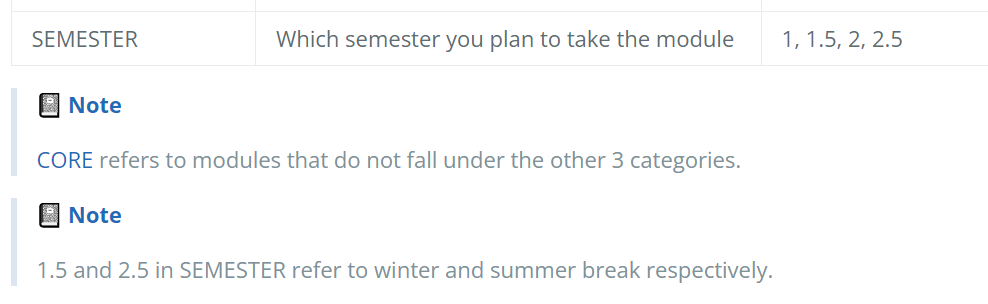 SEMESTER Which semester you plan to take the module 1, 1.5, 2, 2.5
Note
CORE refers to modules that do not fall under the other 3 categories.
Note
1.5 and 2.5 in SEMESTER refer to winter and summer break respectively.